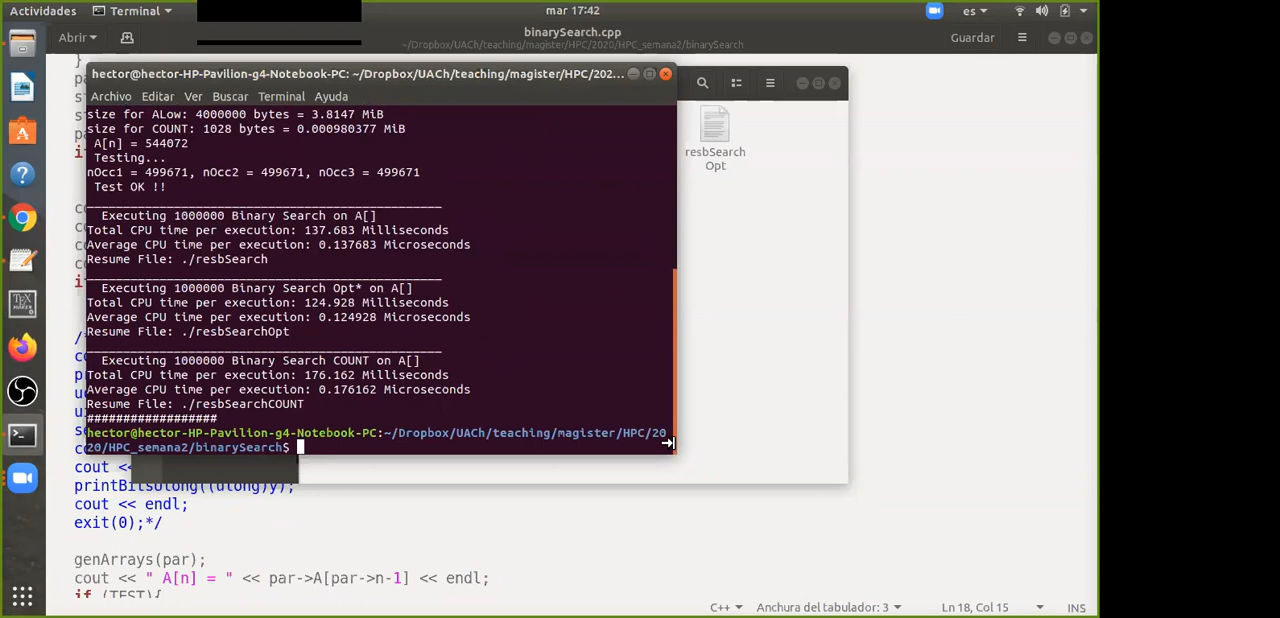 Actividades
Terminal
mar 17:42
es
Abrir
binarySearch.cpp
~/Dropbox/UACh/teaching/magister/HPC/2020/HPC_semana2/binarySearch
Guardar
hector@hector-HP-Pavilion-g4-Notebook-PC: ~/Dropbox/UACh/teaching/magister/HPC/202...
Archivo Editar Ver Buscar Terminal Ayuda
size for ALow: 4000000 bytes = 3.8147 MiB
size for COUNT: 1028 bytes = 0.000980377 MiB
A[n] = 544072
Testing...
nOcc1 = 499671, nOcc2 = 499671, nOcc3 = 499671
Test OK !!
Executing 1000000 Binary Search on A[]
Total CPU time per execution: 137.683 Milliseconds
Average CPU time per execution: 0.137683 Microseconds
Resume File: ./resbSearch
Executing 1000000 Binary Search Opt* on A[]
Total CPU time per execution: 124.928 Milliseconds
Average CPU time per execution: 0.124928 Microseconds
Resume File: ./resbSearchOpt
Executing 1000000 Binary Search COUNT on A[]
Total CPU time per execution: 176.162 Milliseconds
Average CPU time per execution: 0.176162 Microseconds
Resume File: ./resbSearchCOUNT
##################
hector@hector-HP-Pavilion-g4-Notebook-PC:~/Dropbox/UACh/teaching/magister/HPC/20
20/HPC_semana2/binarySearch$
resbSearch
Opt
cout <<
printBitsUlong((ulong)y);
cout << endl;
exit(0);*/
genArrays(par);
cout << " A[n] = " << par->A[par->n-1] << endl;
if (TEST){
C++
Anchura del tabulador: 3
Ln 18, Col 15
INS